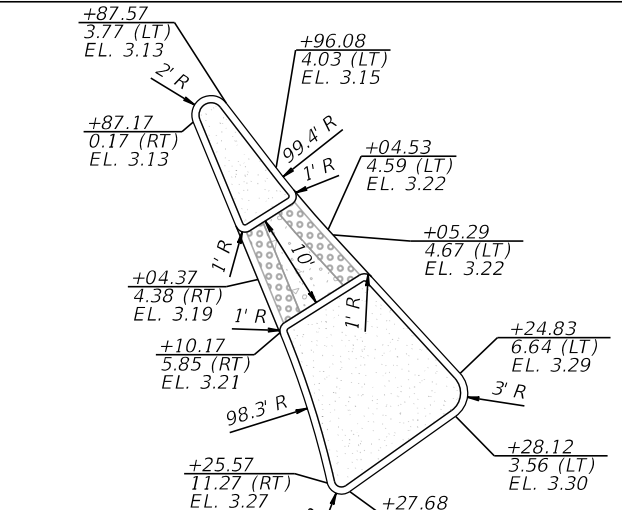 +87.57
3.77 (LT)
EL. 3.13
+96.08
4.03 (LT)
EL. 3.15
2' R
99.4' R
+87.17
0.17 (RT)
EL. 3.13
1' R
+04.53
4.59 (LT)
EL. 3.22
+05.29
4.67 (LT)
EL. 3.22
1' R
10'
+04.37
4.38 (RT)
EL. 3.19
1' R
1' R
+10.17
5.85 (RT)
EL. 3.21
+24.83
6.64 (LT)
EL. 3.29
3' R
98.3' R
+28.12
3.56 (LT)
EL. 3.30
+25.57
11.27 (RT)
EL. 3.27
+27.68